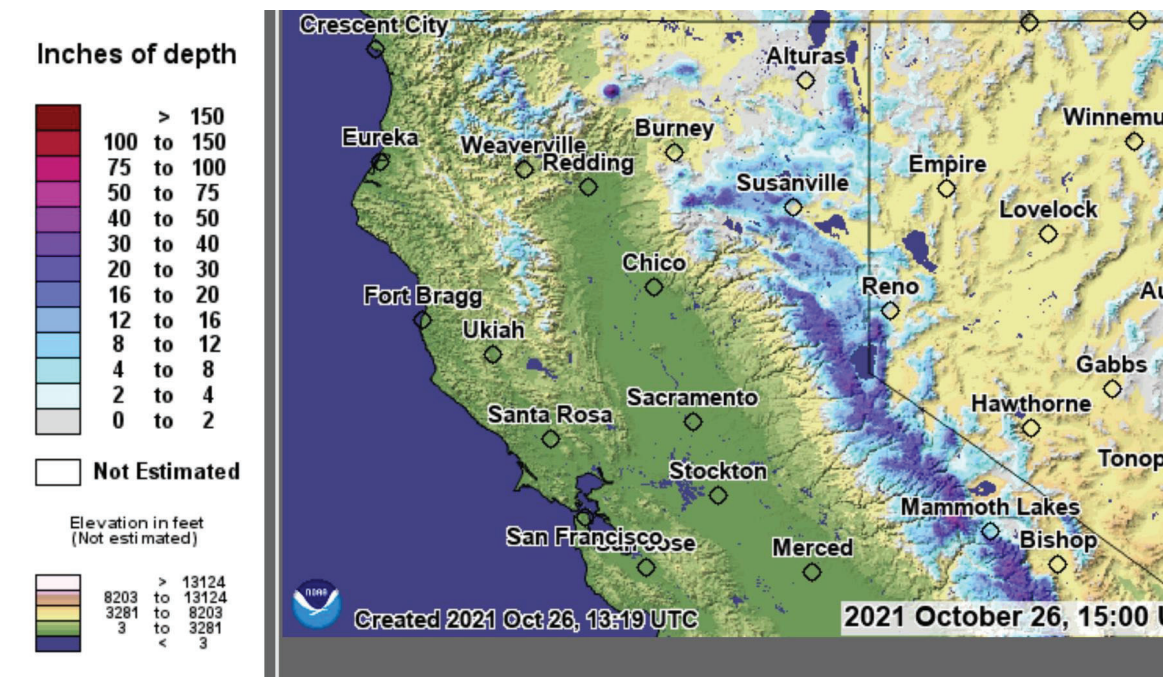 Inches of depth
> 150
100 to 150
75 to 100
50 to 75
40 to 50
30 to 40
20 to 30
16 to 20
12 to 16
8 to 12
4 to 8
2 to 4
0 to 2
Not Estimated
Elevation in feet
(Not estimated)
> 13124
8203 to 13124
3281 to 8203
3 to 3281
< 3
Crescent City
Alturas
Winnemu
Eureka
Burney
Weaverville
Redding
Empire
Susanville
Lovelock
Chico
Reno
Au
Fort Bragg
Ukiah
Gabbs
Sacramento
Hawthorne
Santa Rosa
Stockton
Tonop
Mammoth Lakes
San Francisco
Jose
Merced
Bishop
NOAA
Created 2021 Oct 26, 13:19 UTC
2021 October 26, 15:00 U